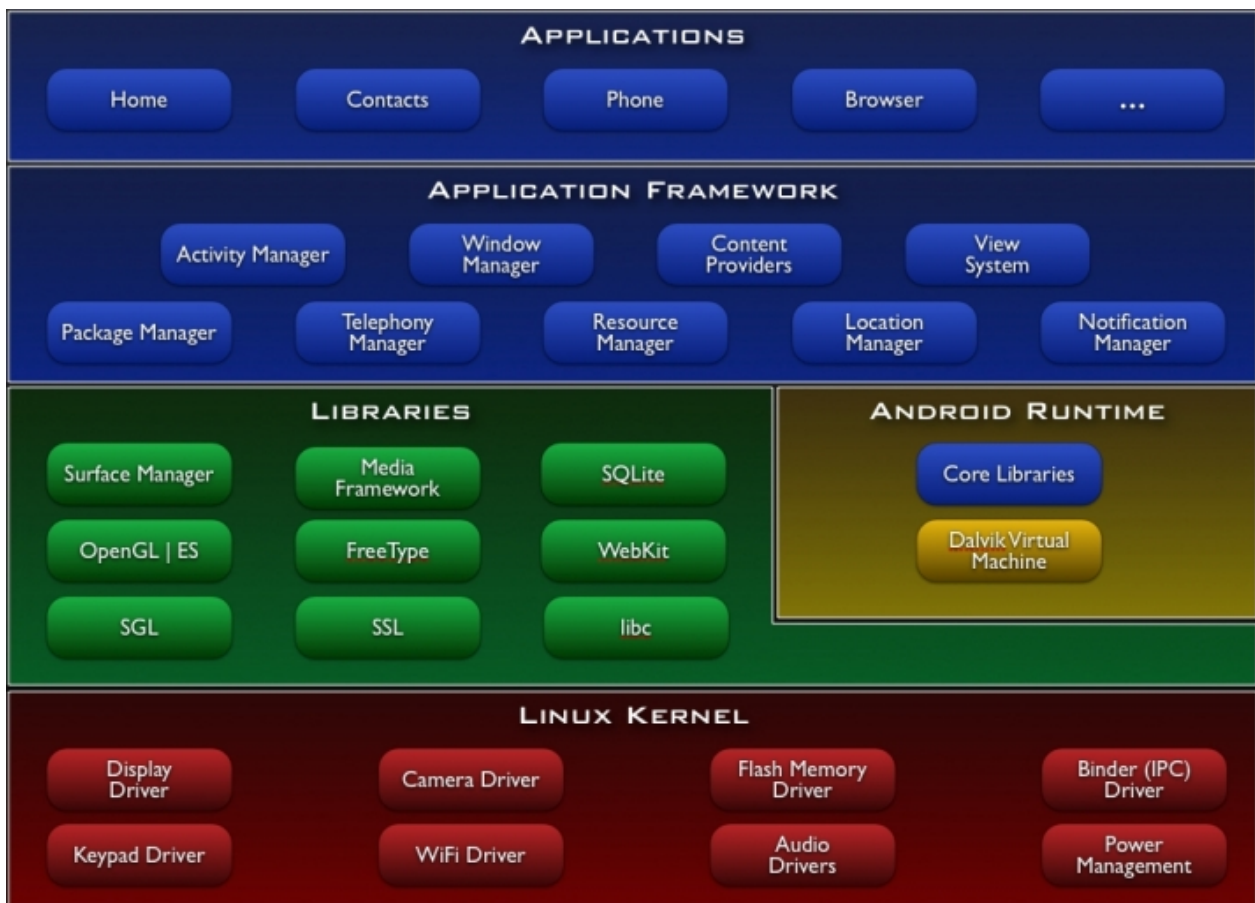 APPLICATIONS
Home
Contacts
Phone
Browser
...
APPLICATION FRAMEWORK
Activity Manager
Window
Manager
Content
Providers
View
System
Package Manager
Telephony
Manager
Resource
Manager
Location
Manager
Notification
Manager
LIBRARIES
Surface Manager
Media
Framework
SQLite
OpenGL | ES
FreeType
WebKit
SGL
SSL
libc
ANDROID RUNTIME
Core Libraries
Dalvik Virtual
Machine
LINUX KERNEL
Display
Driver
Camera Driver
Flash Memory
Driver
Binder (IPC)
Driver
Keypad Driver
WiFi Driver
Audio
Drivers
Power
Management